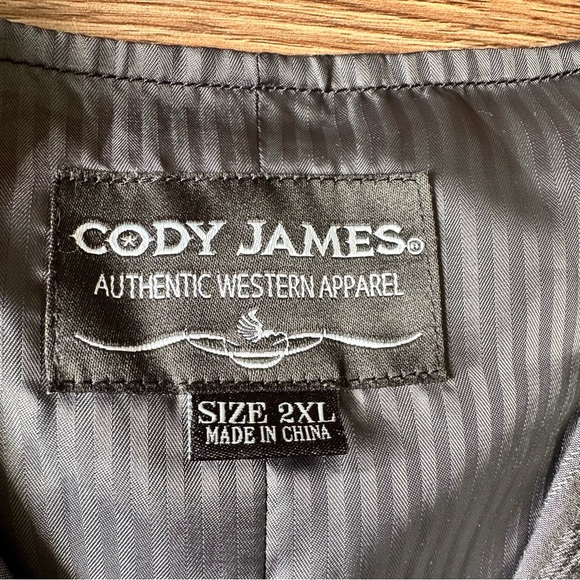 CODY JAMES®
AUTHENTIC WESTERN APPAREL
SIZE 2XL
MADE IN CHINA